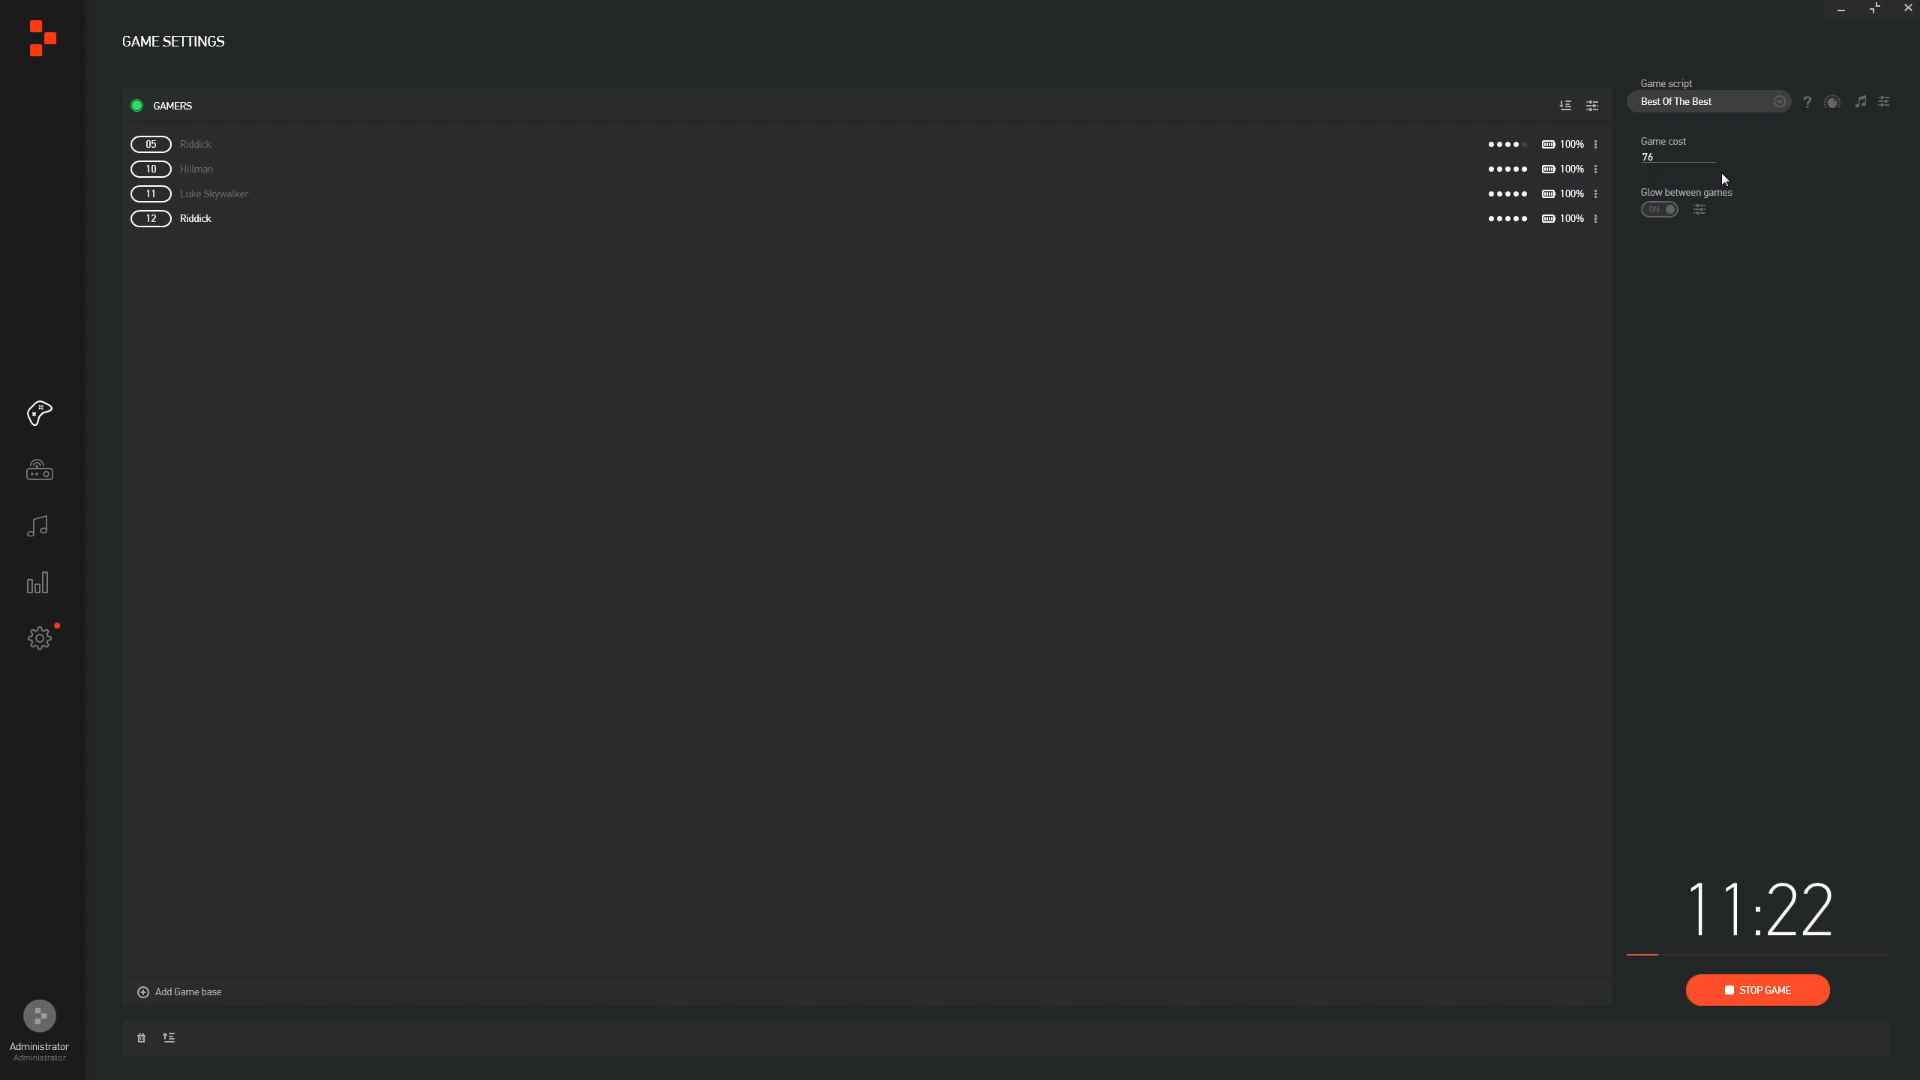 GAME SETTINGS
GAMERS
05 Riddick 100%
10 Hillman 100%
11 Luke Skywalker 100%
12 Riddick 100%
Add Game base
Game script
Best Of The Best ?
Game cost
76
Glow between games
ON
11:22
STOP GAME
Administrator
Administrator